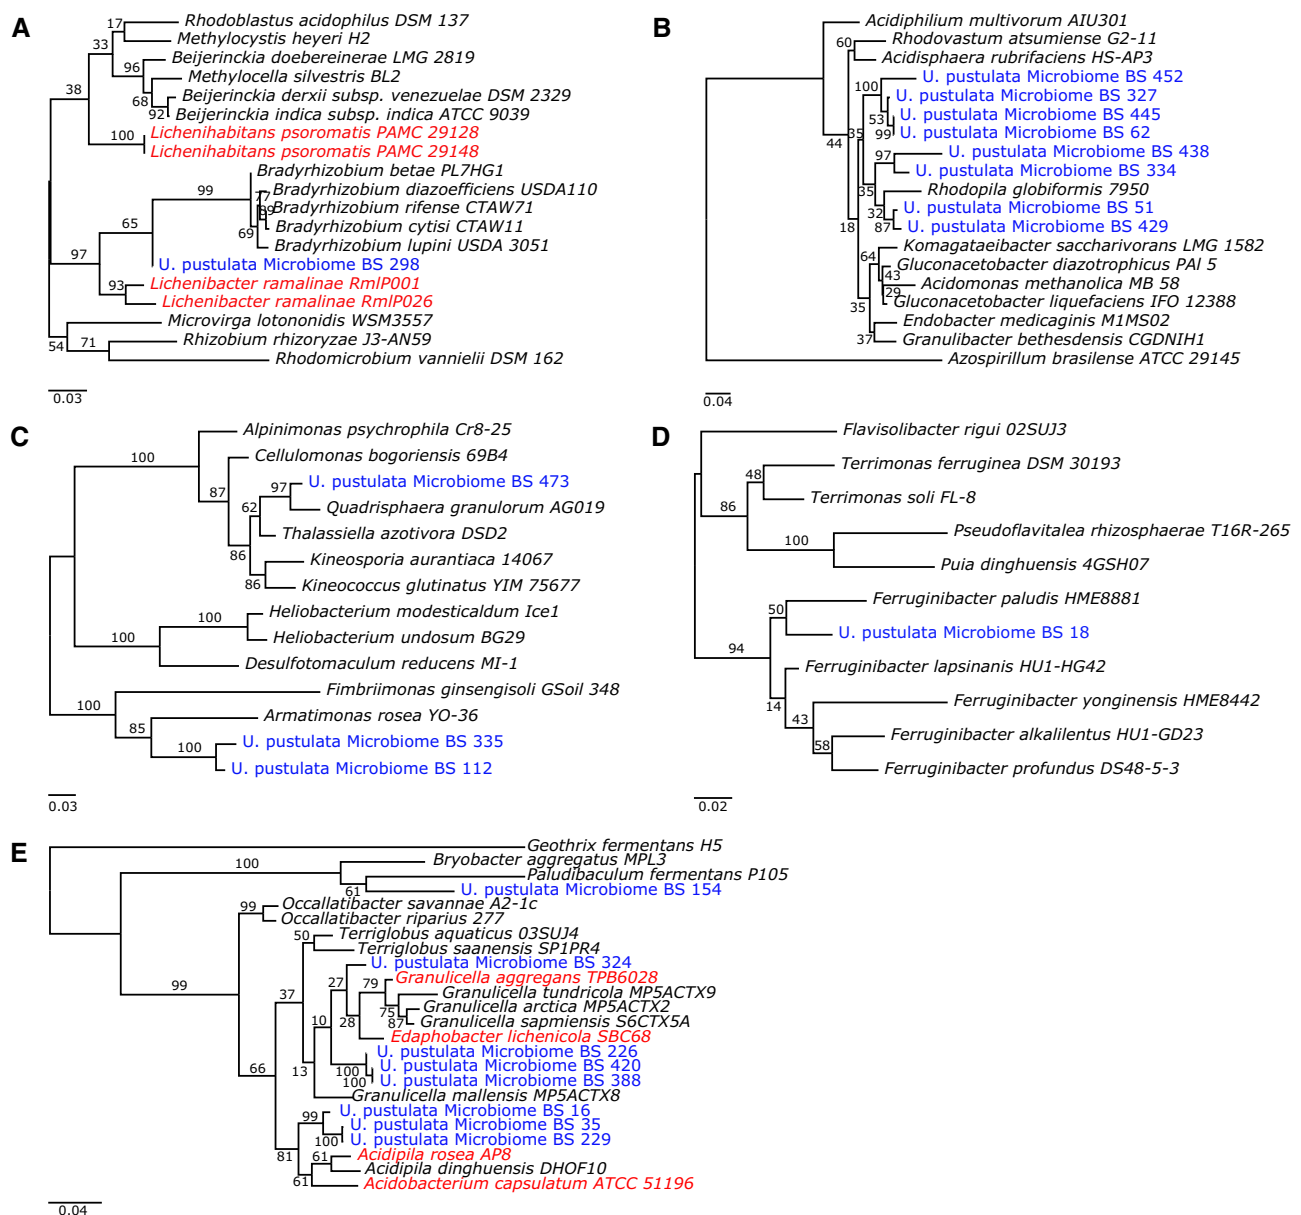 A
17
Rhodoblastus acidophilus DSM 137
33
Methylocystis heyeri H2
Beijerinckia doebereinerae LMG 2819
96
Methylocella silvestris BL2
38
68
Beijerinckia derxii subsp. venezuelae DSM 2329
92
Beijerinckia indica subsp. indica ATCC 9039
100
Lichenihabitans psoromatis PAMC 29128
Lichenihabitans psoromatis PAMC 29148
Bradyrhizobium betae PL7HG1
99
Bradyrhizobium diazoefficiens USDA110
77
Bradyrhizobium rifense CTAW71
Bradyrhizobium cytisi CTAW11
65
69
Bradyrhizobium lupini USDA 3051
97
U. pustulata Microbiome BS 298
93
Lichenibacter ramalinae RmlP001
Lichenibacter ramalinae RmlP026
Microvirga lotononidis WSM3557
54
71
Rhizobium rhizoryzae J3-AN59
Rhodomicrobium vannielii DSM 162
0.03
B
Acidiphilium multivorum AIU301
60
Rhodovastum atsumiense G2-11
Acidisphaera rubrifaciens HS-AP3
U. pustulata Microbiome BS 452
100
U. pustulata Microbiome BS 327
53
U. pustulata Microbiome BS 445
44
35
99
U. pustulata Microbiome BS 62
97
U. pustulata Microbiome BS 438
U. pustulata Microbiome BS 334
35
Rhodopila globiformis 7950
32
U. pustulata Microbiome BS 51
18
87
U. pustulata Microbiome BS 429
Komagataeibacter saccharivorans LMG 1582
64
Gluconacetobacter diazotrophicus PAl 5
43
Acidomonas methanolica MB 58
29
Gluconacetobacter liquefaciens IFO 12388
35
Endobacter medicaginis M1MS02
37
Granulibacter bethesdensis CGDNIH1
Azospirillum brasilense ATCC 29145
0.04
C
Alpinimonas psychrophila Cr8-25
100
Cellulomonas bogoriensis 69B4
87
97
U. pustulata Microbiome BS 473
62
Quadrisphaera granulorum AG019
Thalassiella azotivora DSD2
86
Kineosporia aurantiaca 14067
86
Kineococcus glutinatus YIM 75677
100
Heliobacterium modesticaldum Ice1
100
Heliobacterium undosum BG29
Desulfotomaculum reducens MI-1
100
Fimbriimonas ginsengisoli GSoil 348
85
Armatimonas rosea YO-36
100
U. pustulata Microbiome BS 335
U. pustulata Microbiome BS 112
0.03
D
Flavisolibacter rigui 02SUJ3
48
Terrimonas ferruginea DSM 30193
86
Terrimonas soli FL-8
100
Pseudoflavitalea rhizosphaerae T16R-265
Puia dinghuensis 4GSH07
50
Ferruginibacter paludis HME8881
94
U. pustulata Microbiome BS 18
Ferruginibacter lapsinanis HU1-HG42
14
Ferruginibacter yonginensis HME8442
43
58
Ferruginibacter alkalilentus HU1-GD23
Ferruginibacter profundus DS48-5-3
0.02
E
Geothrix fermentans H5
100
Bryobacter aggregatus MPL3
Paludibaculum fermentans P105
61
U. pustulata Microbiome BS 154
99
Occallatibacter savannae A2-1c
Occallatibacter riparius 277
50
Terriglobus aquaticus 03SUJ4
Terriglobus saanensis SP1PR4
U. pustulata Microbiome BS 324
99
27
79
Granulicella aggregans TPB6028
37
Granulicella tundricola MP5ACTX9
75
Granulicella arctica MP5ACTX2
10
28
87
Granulicella sapmiensis S6CTX5A
Edaphobacter lichenicola SBC68
U. pustulata Microbiome BS 226
66
13
100
U. pustulata Microbiome BS 420
100
U. pustulata Microbiome BS 388
Granulicella mallensis MP5ACTX8
99
U. pustulata Microbiome BS 16
U. pustulata Microbiome BS 35
100
U. pustulata Microbiome BS 229
81
61
Acidipila rosea AP8
Acidipila dinghuensis DHOF10
61
Acidobacterium capsulatum ATCC 51196
0.04